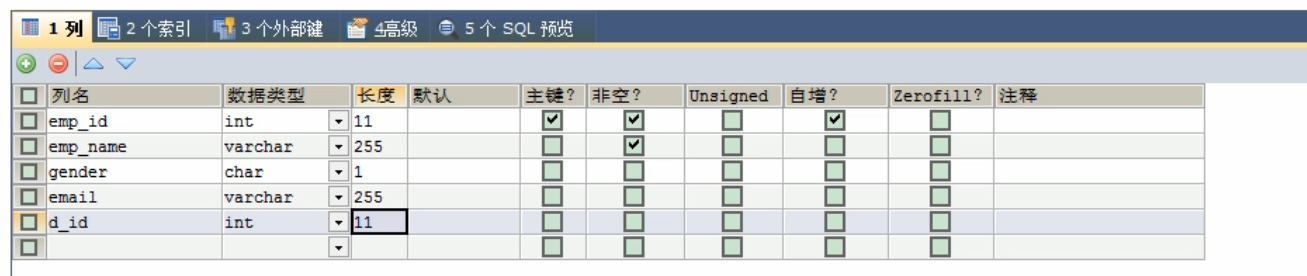 1 列 2 个索引 3 个外部键 4高级 5 个 SQL 预览
列名 数据类型 长度 默认 主键? 非空? Unsigned 自增? Zerofill? 注释
emp_id int 11
emp_name varchar 255
gender char 1
email varchar 255
d_id int 11